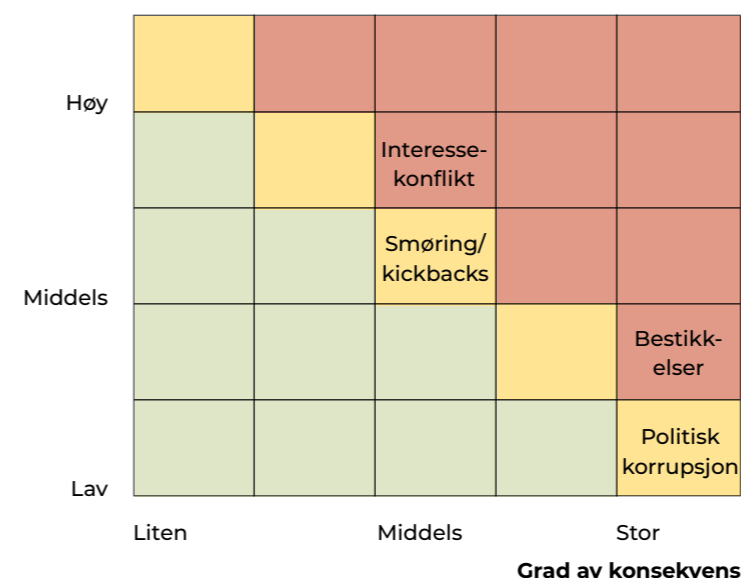 Høy
Interesse-
konflikt
Smøring/
kickbacks
Middels
Bestikk-
elser
Politisk
korrupsjon
Lav
Liten
Middels
Stor
Grad av konsekvens